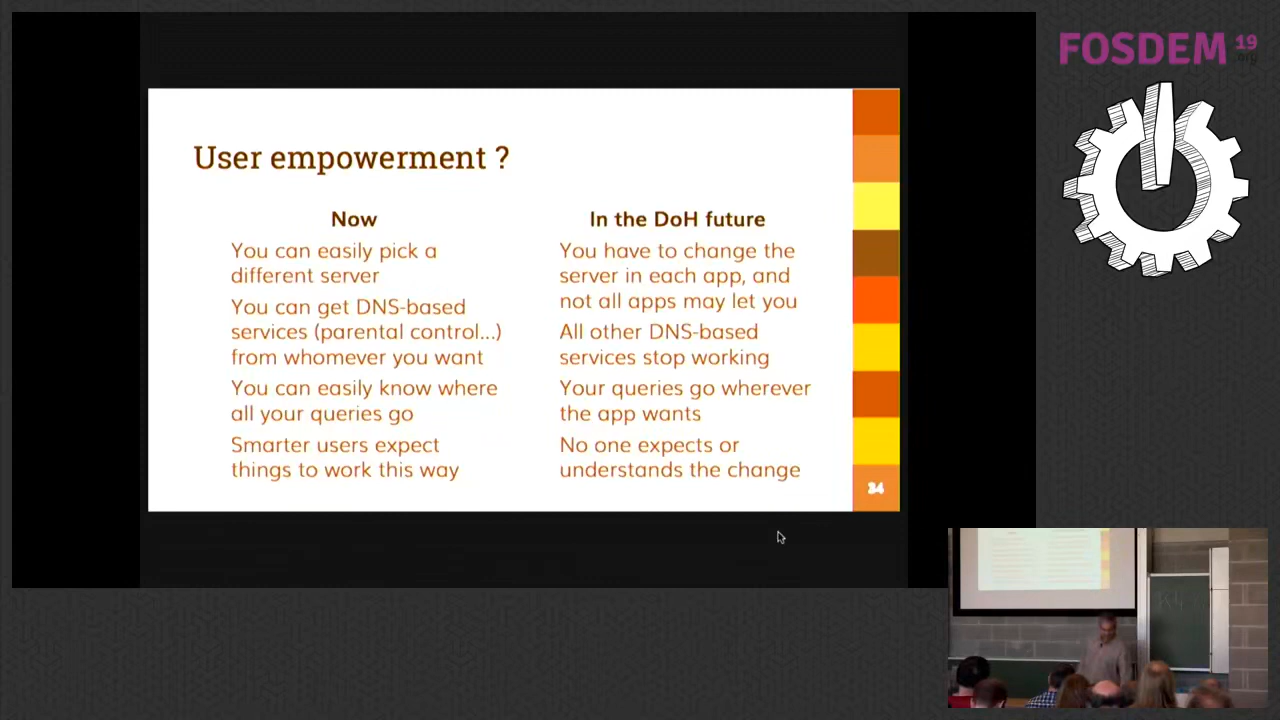 FOSDEM 19
.org
User empowerment ?
Now
You can easily pick a
different server
You can get DNS-based
services (parental control...)
from whomever you want
You can easily know where
all your queries go
Smarter users expect
things to work this way
In the DoH future
You have to change the
server in each app, and
not all apps may let you
All other DNS-based
services stop working
Your queries go wherever
the app wants
No one expects or
understands the change